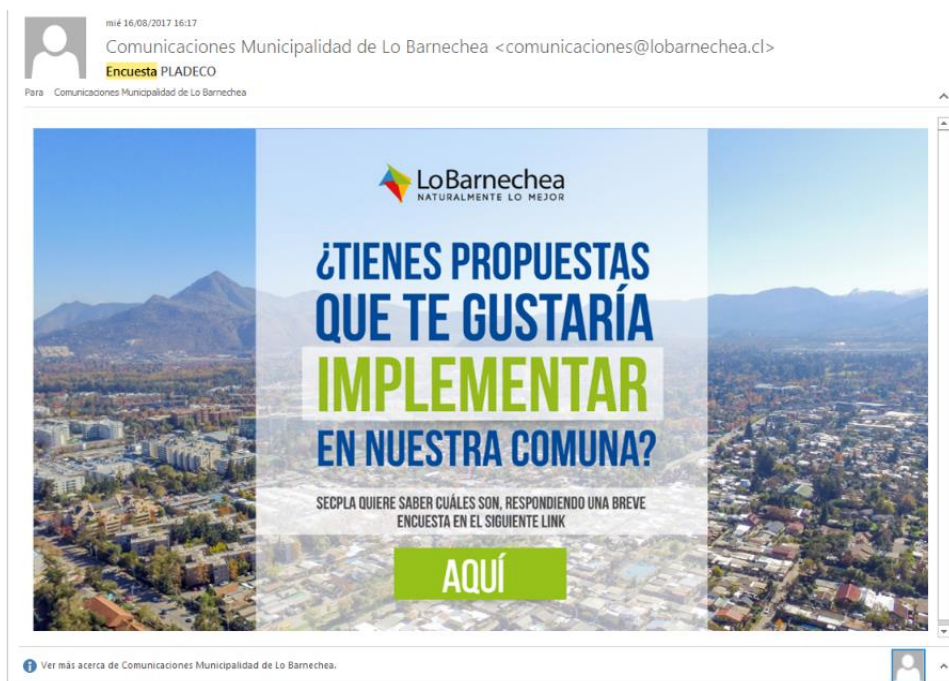 mié 16/08/2017 16:17
Comunicaciones Municipalidad de Lo Barnechea <comunicaciones@lobarnechea.cl>
Encuesta PLADECO
Para Comunicaciones Municipalidad de Lo Barnechea
LoBarnechea
NATURALMENTE LO MEJOR
¿TIENES PROPUESTAS
QUE TE GUSTARÍA
IMPLEMENTAR
EN NUESTRA COMUNA?
SECPLA QUIERE SABER CUÁLES SON, RESPONDIENDO UNA BREVE
ENCUESTA EN EL SIGUIENTE LINK
AQUÍ
Ver más acerca de Comunicaciones Municipalidad de Lo Barnechea.